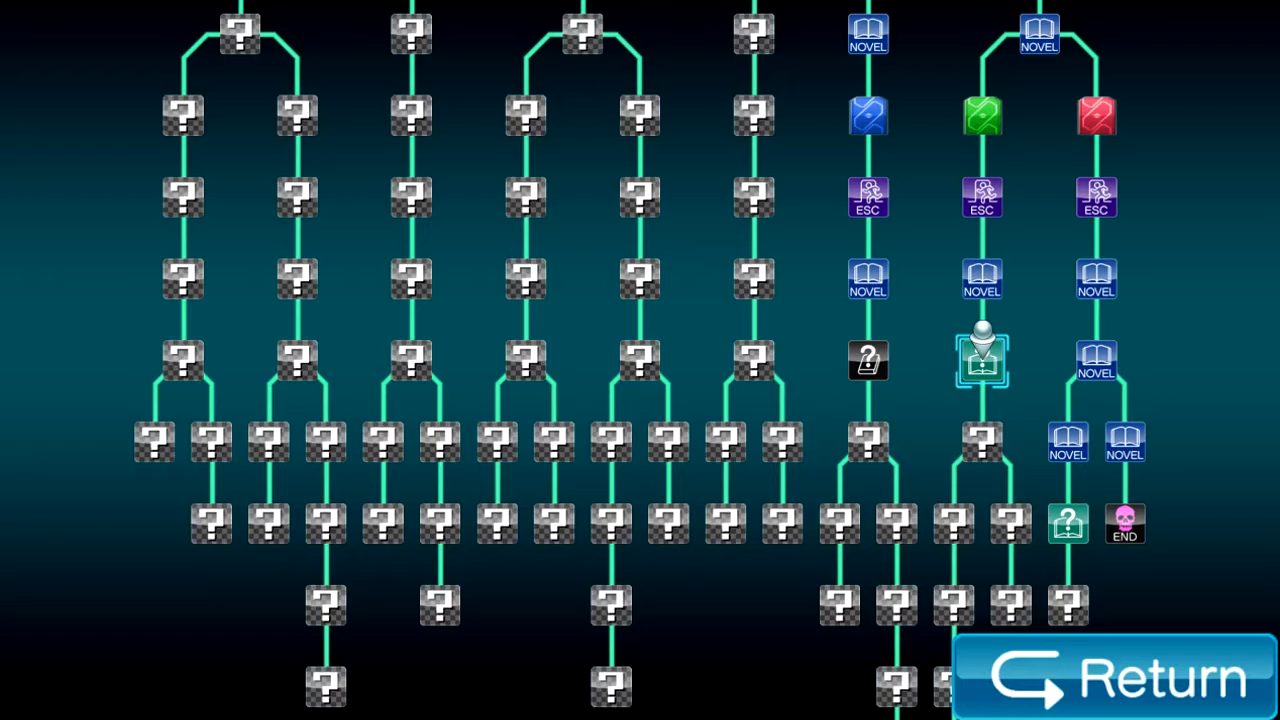 ? ? ? ? NOVEL NOVEL
? ? ? ? ? ?
? ? ? ? ? ? ESC ESC ESC
? ? ? ? ? ? NOVEL NOVEL NOVEL
? ? ? ? ? ? ? NOVEL
? ? ? ? ? ? ? ? ? ? ? ? ? ? NOVEL NOVEL
? ? ? ? ? ? ? ? ? ? ? ? ? ? ? ? END
? ? ? ? ? ? ? ?
? ? ? ?
Return